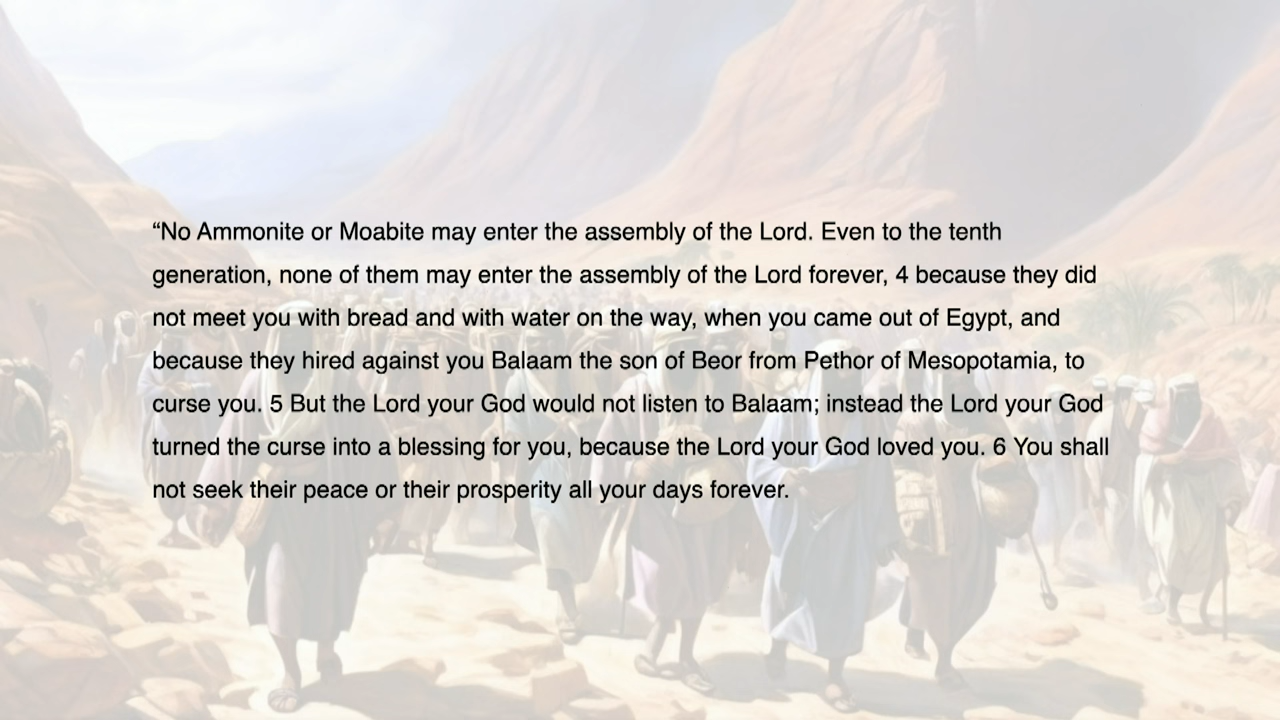 “No Ammonite or Moabite may enter the assembly of the Lord. Even to the tenth
generation, none of them may enter the assembly of the Lord forever, 4 because they did
not meet you with bread and with water on the way, when you came out of Egypt, and
because they hired against you Balaam the son of Beor from Pethor of Mesopotamia, to
curse you. 5 But the Lord your God would not listen to Balaam; instead the Lord your God
turned the curse into a blessing for you, because the Lord your God loved you. 6 You shall
not seek their peace or their prosperity all your days forever.